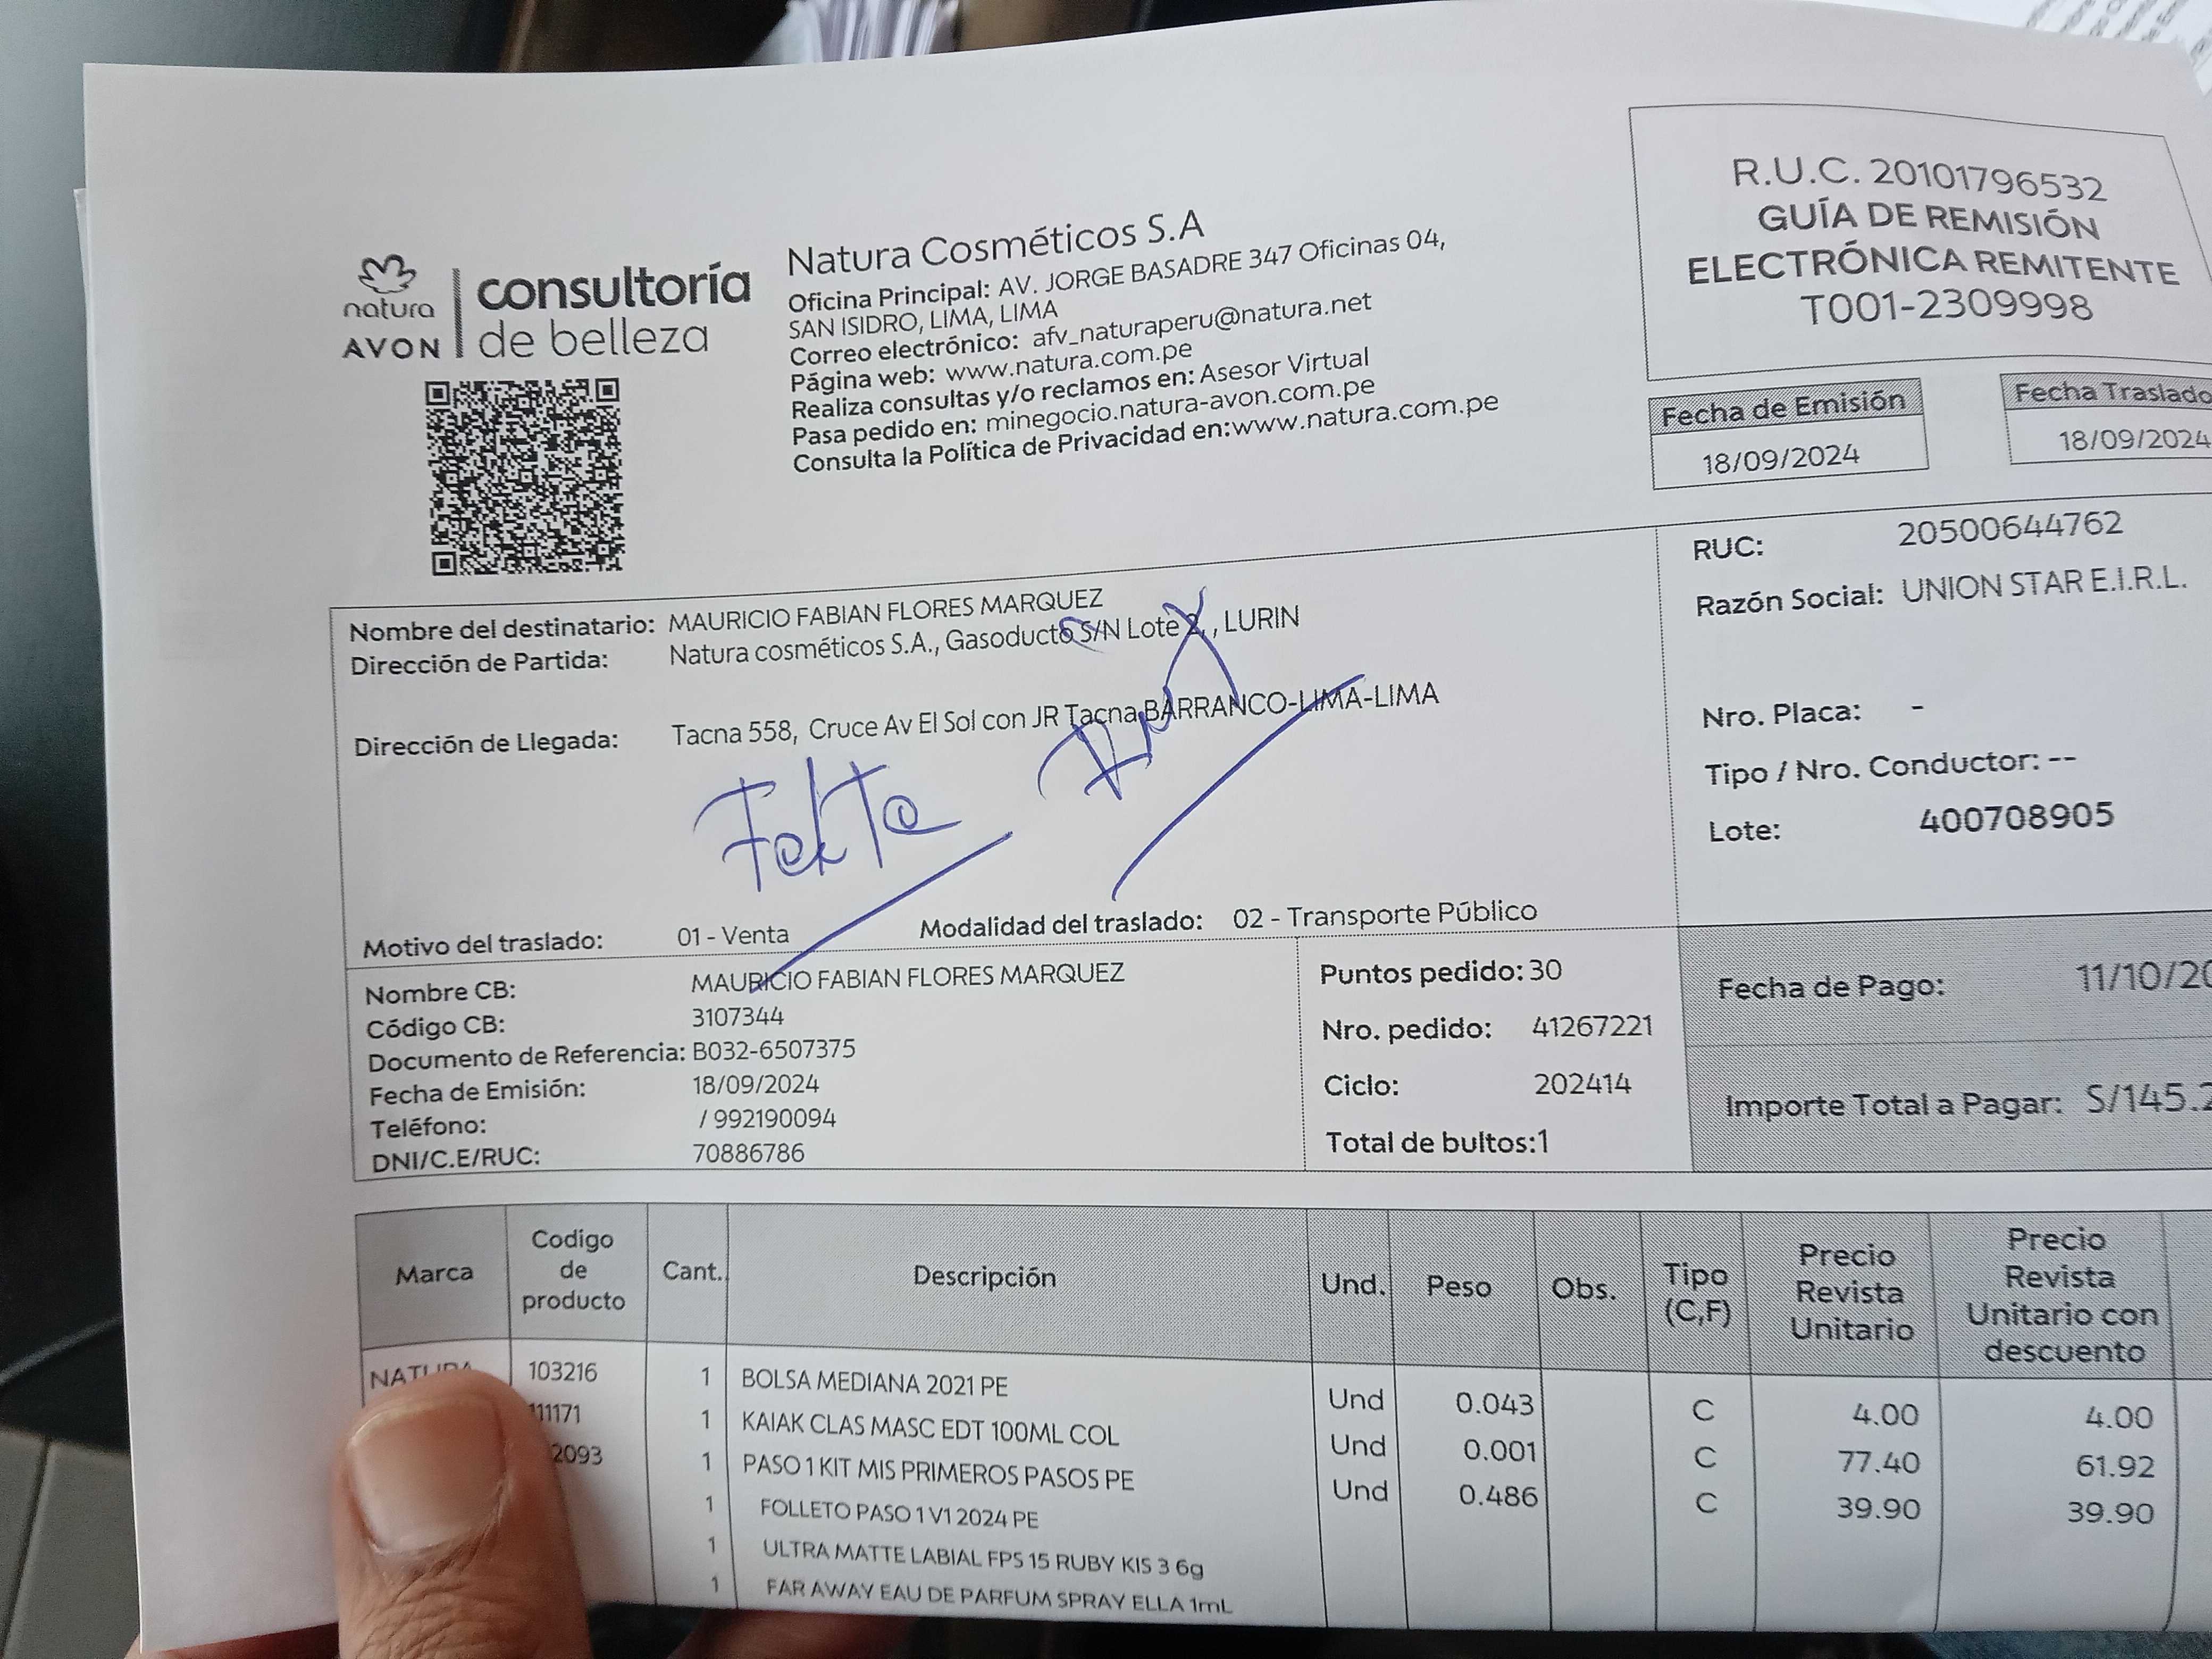 natura
AVON
consultoría
de belleza
Natura Cosméticos S.A
Oficina Principal: AV. JORGE BASADRE 347 Oficinas 04,
SAN ISIDRO, LIMA, LIMA
Correo electrónico: afv_naturaperu@natura.net
Página web: www.natura.com.pe
Realiza consultas y/o reclamos en: Asesor Virtual
Pasa pedido en: minegocio.natura-avon.com.pe
Consulta la Política de Privacidad en:www.natura.com.pe
R.U.C. 20101796532
GUÍA DE REMISIÓN
ELECTRÓNICA REMITENTE
T001-2309998
Fecha de Emisión
18/09/2024
Fecha Traslado
18/09/2024
Nombre del destinatario: MAURICIO FABIAN FLORES MARQUEZ
Dirección de Partida: Natura cosméticos S.A., Gasoducto S/N Lote 2, , LURIN
Dirección de Llegada: Tacna 558, Cruce Av El Sol con JR Tacna BARRANCO-LIMA-LIMA
Motivo del traslado: 01 - Venta Modalidad del traslado: 02 - Transporte Público
RUC: 20500644762
Razón Social: UNION STAR E.I.R.L.
Nro. Placa: -
Tipo / Nro. Conductor: --
Lote: 400708905
Nombre CB: MAURICIO FABIAN FLORES MARQUEZ
Código CB: 3107344
Documento de Referencia: B032-6507375
Fecha de Emisión: 18/09/2024
Teléfono: / 992190094
DNI/C.E/RUC: 70886786
Puntos pedido: 30
Nro. pedido: 41267221
Ciclo: 202414
Total de bultos:1
Fecha de Pago: 11/10/20
Importe Total a Pagar: S/145.2
Marca Codigo de producto Cant. Descripción Und. Peso Obs. Tipo (C,F) Precio Revista Unitario Precio Revista Unitario con descuento
NATURA 103216 1 BOLSA MEDIANA 2021 PE Und 0.043 C 4.00 4.00
111171 1 KAIAK CLAS MASC EDT 100ML COL Und 0.001 C 77.40 61.92
2093 1 PASO 1 KIT MIS PRIMEROS PASOS PE Und 0.486 C 39.90 39.90
1 FOLLETO PASO 1 V1 2024 PE
1 ULTRA MATTE LABIAL FPS 15 RUBY KIS 3 6g
1 FAR AWAY EAU DE PARFUM SPRAY ELLA 1mL